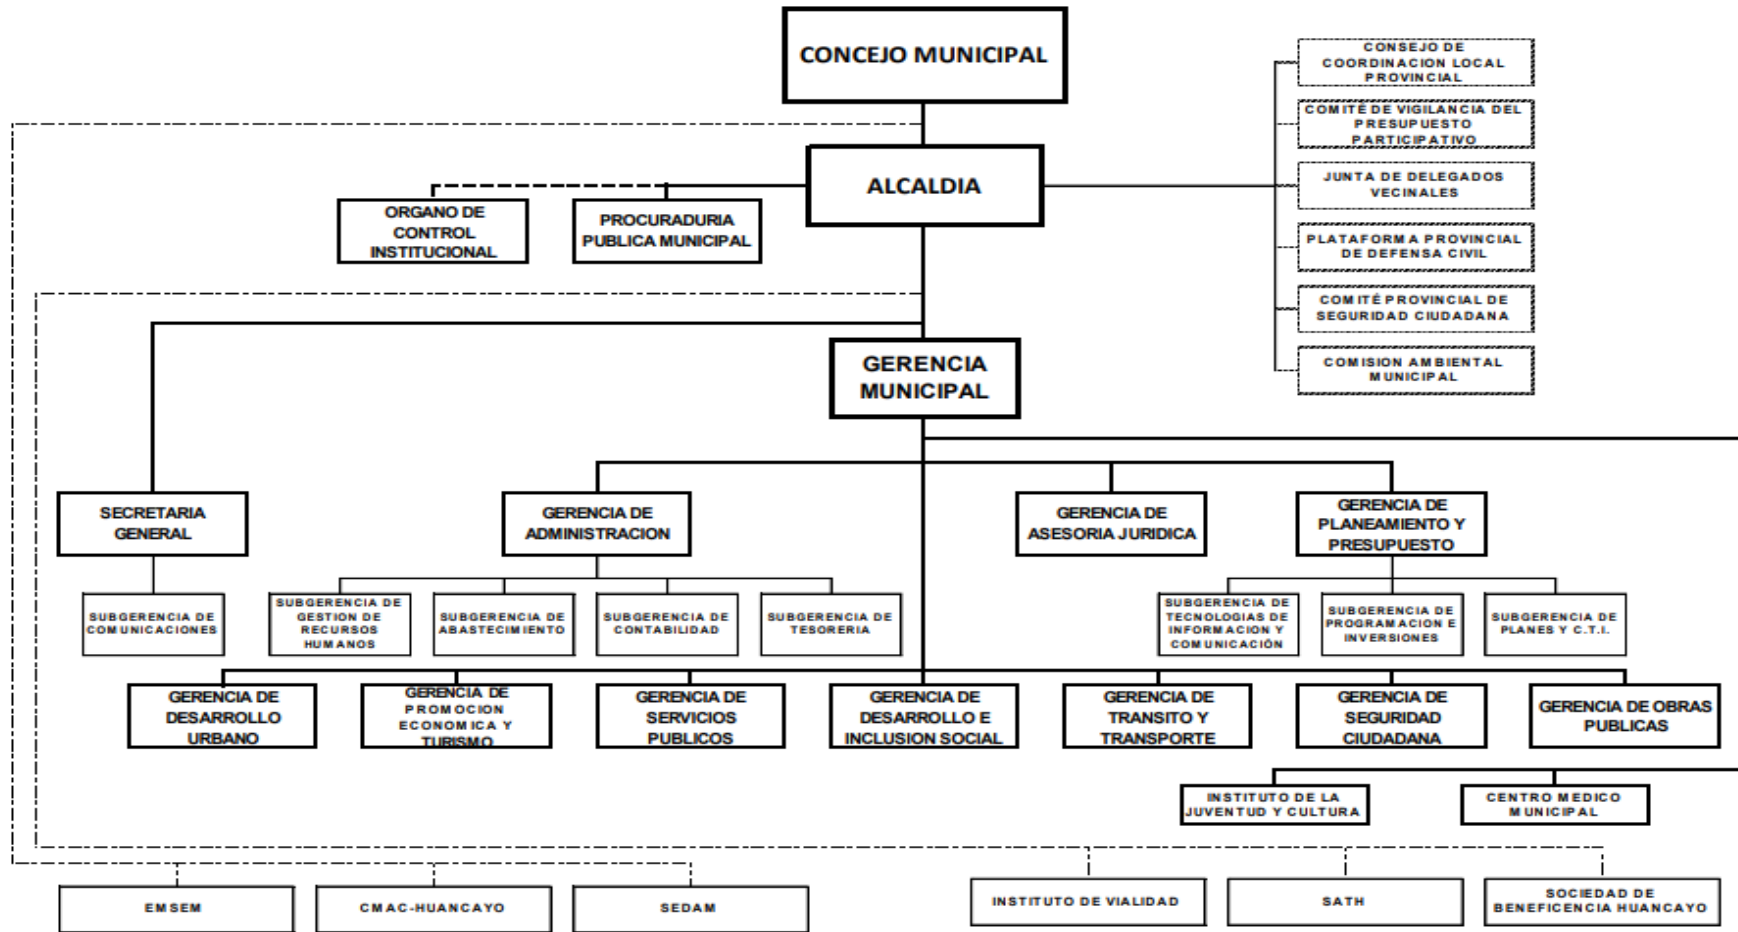 CONCEJO MUNICIPAL
CONSEJO DE
COORDINACION LOCAL
PROVINCIAL
COMITÉ DE VIGILANCIA DEL
PRESUPUESTO
PARTICIPATIVO
ALCALDIA
JUNTA DE DELEGADOS
VECINALES
ORGANO DE
CONTROL
INSTITUCIONAL
PROCURADURIA
PUBLICA MUNICIPAL
PLATAFORMA PROVINCIAL
DE DEFENSA CIVIL
COMITÉ PROVINCIAL DE
SEGURIDAD CIUDADANA
GERENCIA
MUNICIPAL
COMISION AMBIENTAL
MUNICIPAL
SECRETARIA
GENERAL
GERENCIA DE
ADMINISTRACION
GERENCIA DE
ASESORIA JURIDICA
GERENCIA DE
PLANEAMIENTO Y
PRESUPUESTO
SUBGERENCIA DE
COMUNICACIONES
SUBGERENCIA DE
GESTION DE
RECURSOS
HUMANOS
SUBGERENCIA DE
ABASTECIMIENTO
SUBGERENCIA DE
CONTABILIDAD
SUBGERENCIA DE
TESORERIA
SUBGERENCIA DE
TECNOLOGIAS DE
INFORMACION Y
COMUNICACIÓN
SUBGERENCIA DE
PROGRAMACION E
INVERSIONES
SUBGERENCIA DE
PLANES Y C.T.I.
GERENCIA DE
DESARROLLO
URBANO
GERENCIA DE
PROMOCION
ECONOMICA Y
TURISMO
GERENCIA DE
SERVICIOS
PUBLICOS
GERENCIA DE
DESARROLLO E
INCLUSION SOCIAL
GERENCIA DE
TRANSITO Y
TRANSPORTE
GERENCIA DE
SEGURIDAD
CIUDADANA
GERENCIA DE OBRAS
PUBLICAS
INSTITUTO DE LA
JUVENTUD Y CULTURA
CENTRO MEDICO
MUNICIPAL
EMSEM
CMAC-HUANCAYO
SEDAM
INSTITUTO DE VIALIDAD
SATH
SOCIEDAD DE
BENEFICENCIA HUANCAYO